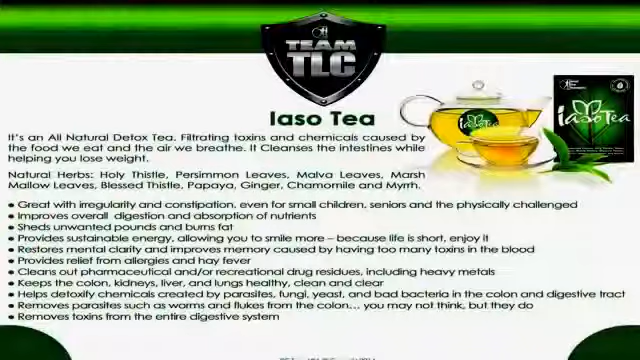 TEAM
TLC
Iaso Tea
It's an All Natural Detox Tea. Filtrating toxins and chemicals caused by
the food we eat and the air we breathe. It Cleanses the intestines while
helping you lose weight.
Natural Herbs: Holy Thistle, Persimmon Leaves, Malva Leaves, Marsh
Mallow Leaves, Blessed Thistle, Papaya, Ginger, Chamomile and Myrrh.
iasoTea
iasoTea
• Great with irregularity and constipation, even for small children, seniors and the physically challenged
• Improves overall digestion and absorption of nutrients
• Sheds unwanted pounds and burns fat
• Provides sustainable energy, allowing you to smile more – because life is short, enjoy it
• Restores mental clarity and improves memory caused by having too many toxins in the blood
• Provides relief from allergies and hay fever
• Cleans out pharmaceutical and/or recreational drug residues, including heavy metals
• Keeps the colon, kidneys, liver, and lungs healthy, clean and clear
• Helps detoxify chemicals created by parasites, fungi, yeast, and bad bacteria in the colon and digestive tract
• Removes parasites such as worms and flukes from the colon... you may not think, but they do
• Removes toxins from the entire digestive system